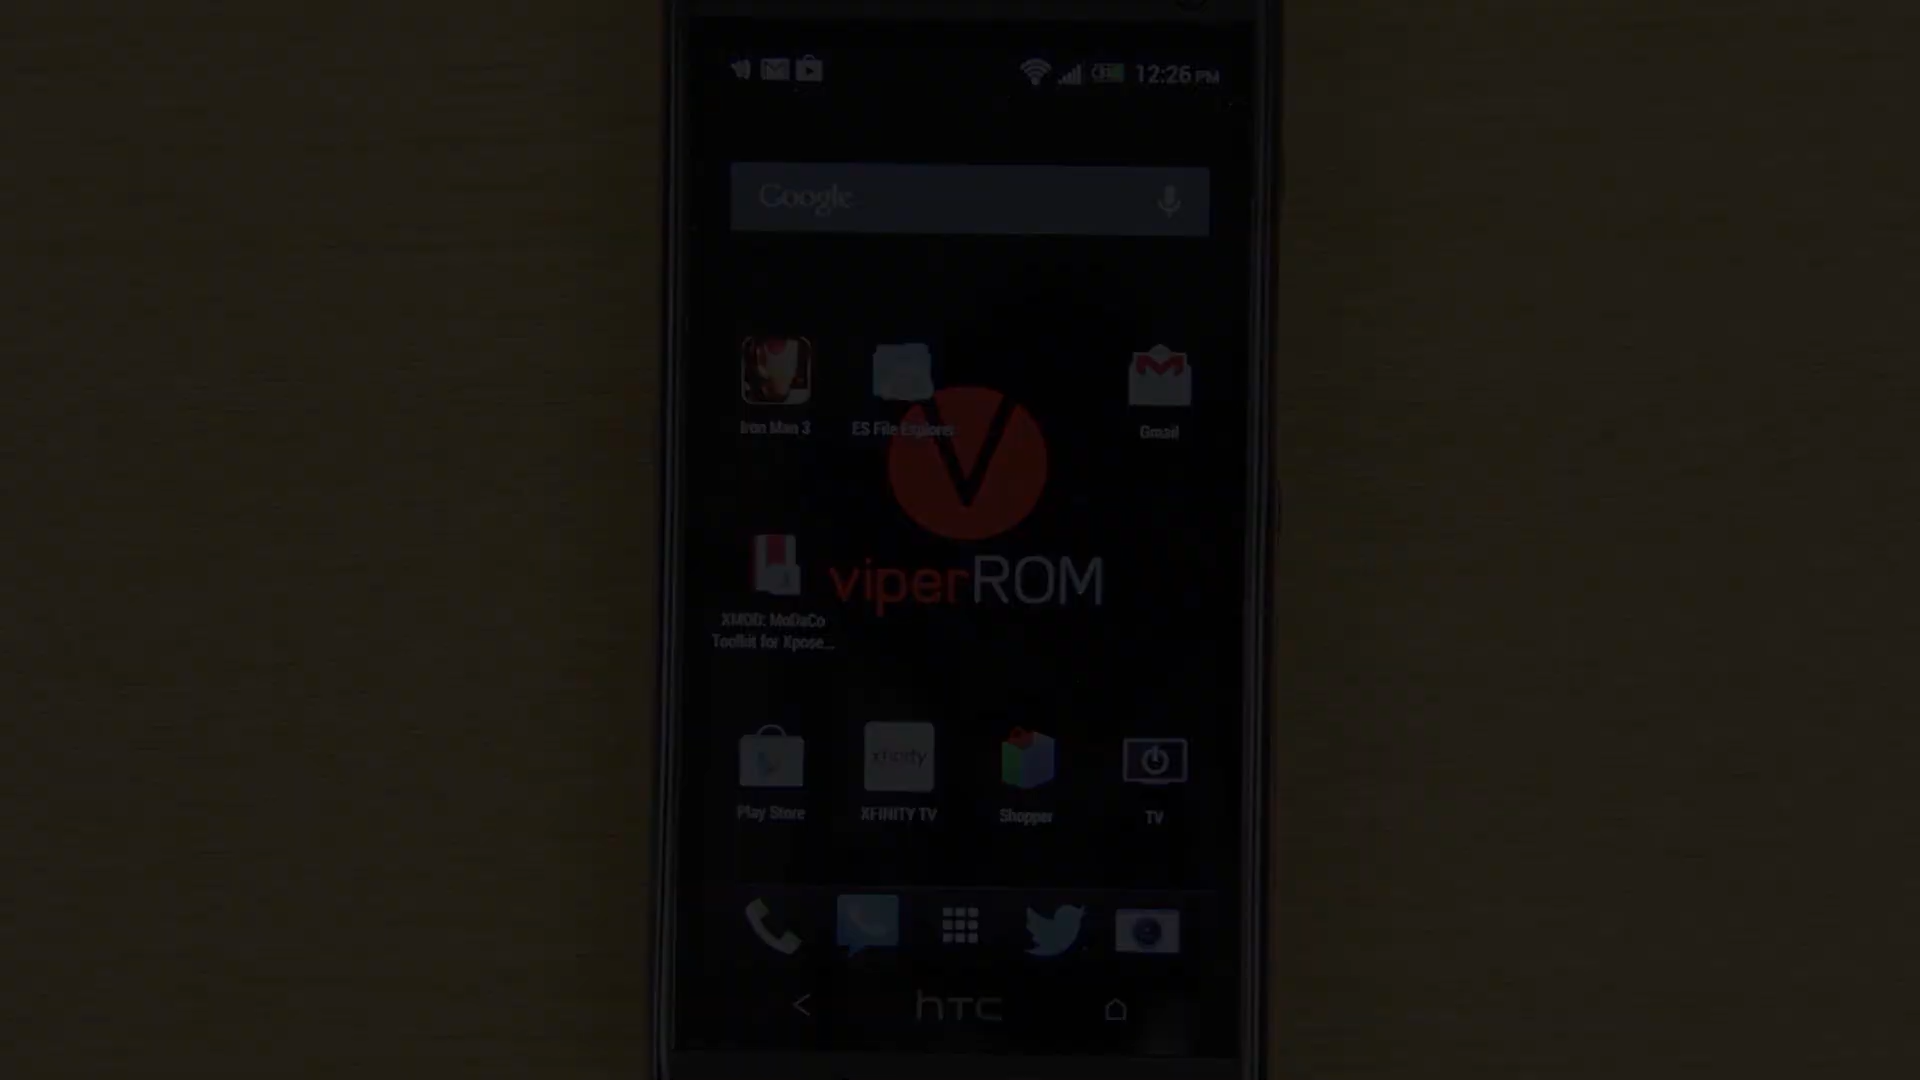 12:26 PM
Google
Iron Man 3
ES File Explorer
Gmail
viperROM
XMOD: MoDaCo
Toolkit for Xpose...
xfinity
Play Store
XFINITY TV
Shopper
TV
htc